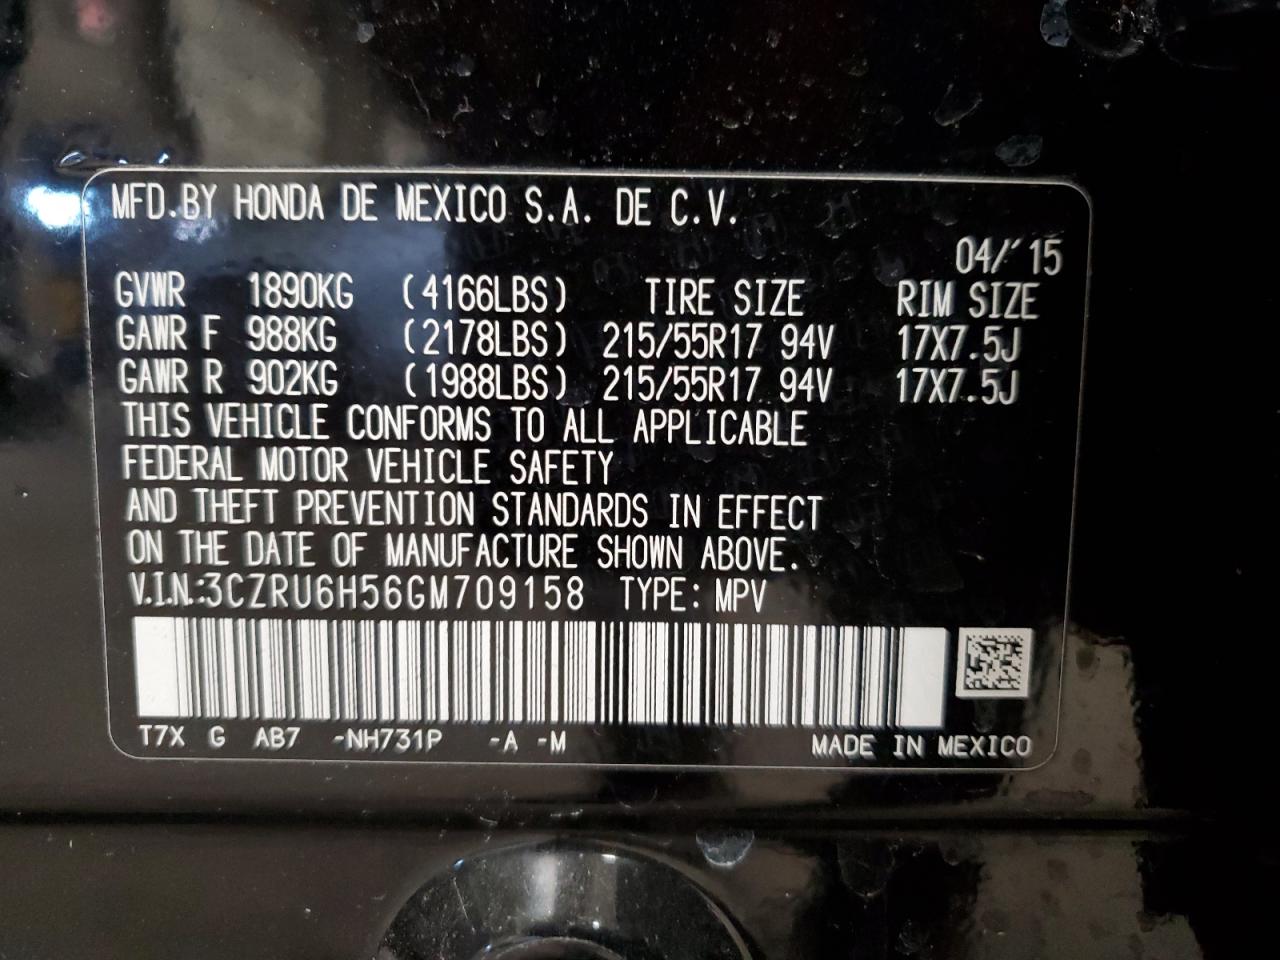 MFD.BY HONDA DE MEXICO S.A. DE C.V.
04/'15
GVWR 1890KG (4166LBS) TIRE SIZE RIM SIZE
GAWR F 988KG (2178LBS) 215/55R17 94V 17X7.5J
GAWR R 902KG (1988LBS) 215/55R17 94V 17X7.5J
THIS VEHICLE CONFORMS TO ALL APPLICABLE
FEDERAL MOTOR VEHICLE SAFETY
AND THEFT PREVENTION STANDARDS IN EFFECT
ON THE DATE OF MANUFACTURE SHOWN ABOVE.
V.I.N.:3CZRU6H56GM709158 TYPE: MPV
T7X G AB7 -NH731P -A -M MADE IN MEXICO